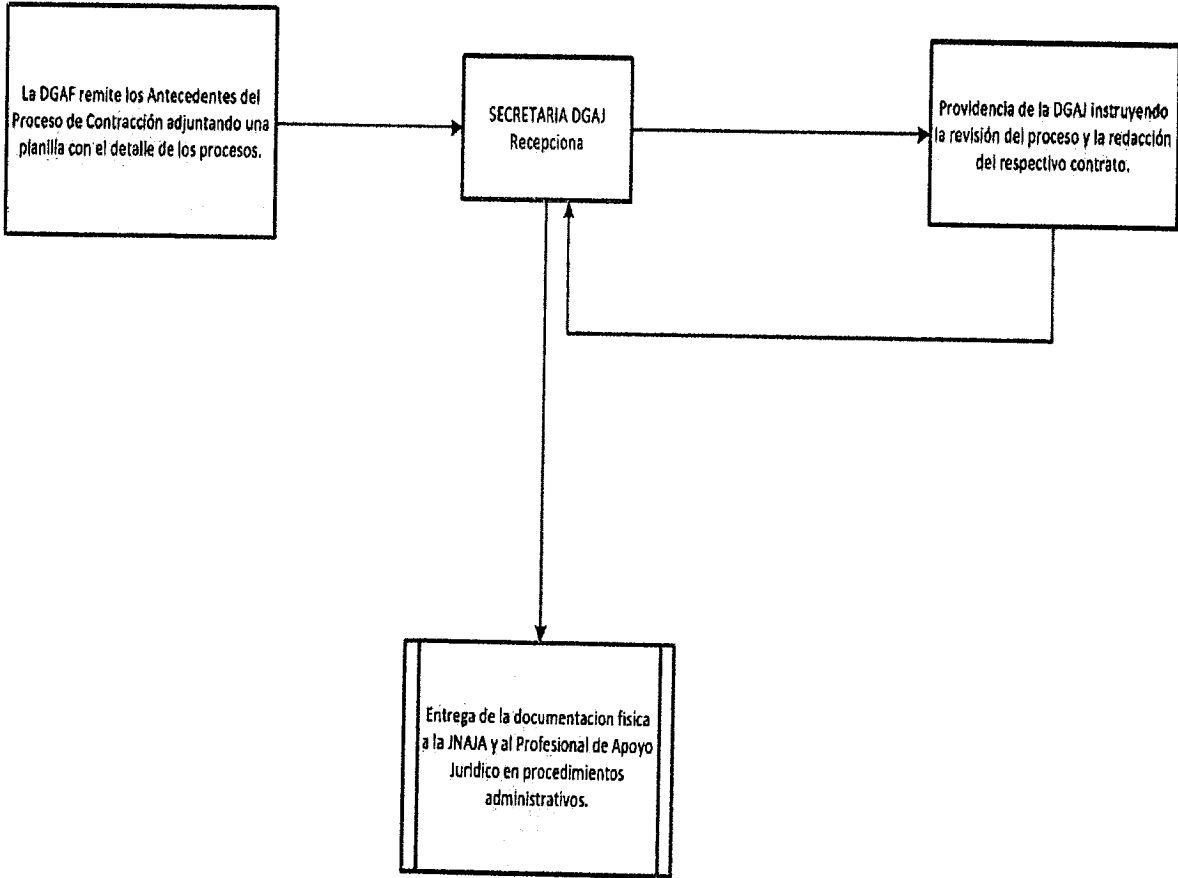 La DGAF remite los Antecedentes del
Proceso de Contracción adjuntando una
planilla con el detalle de los procesos.
SECRETARIA DGAJ
Recepciona
Providencia de la DGAJ instruyendo
la revisión del proceso y la redacción
del respectivo contrato.
Entrega de la documentacion fisica
a la JNAJA y al Profesional de Apoyo
Juridico en procedimientos
administrativos.